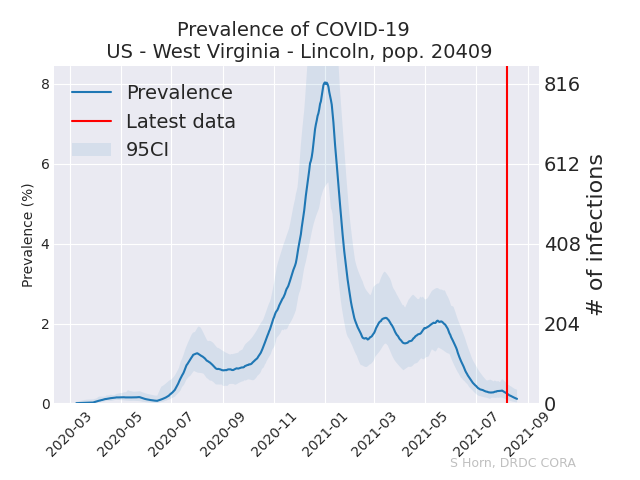 Prevalence of COVID-19
US - West Virginia - Lincoln, pop. 20409
Prevalence
Latest data
95CI
Prevalence (%)
8
6
4
2
0
816
612
408
204
0
# of infections
2020-03
2020-05
2020-07
2020-09
2020-11
2021-01
2021-03
2021-05
2021-07
2021-09
S Horn, DRDC CORA